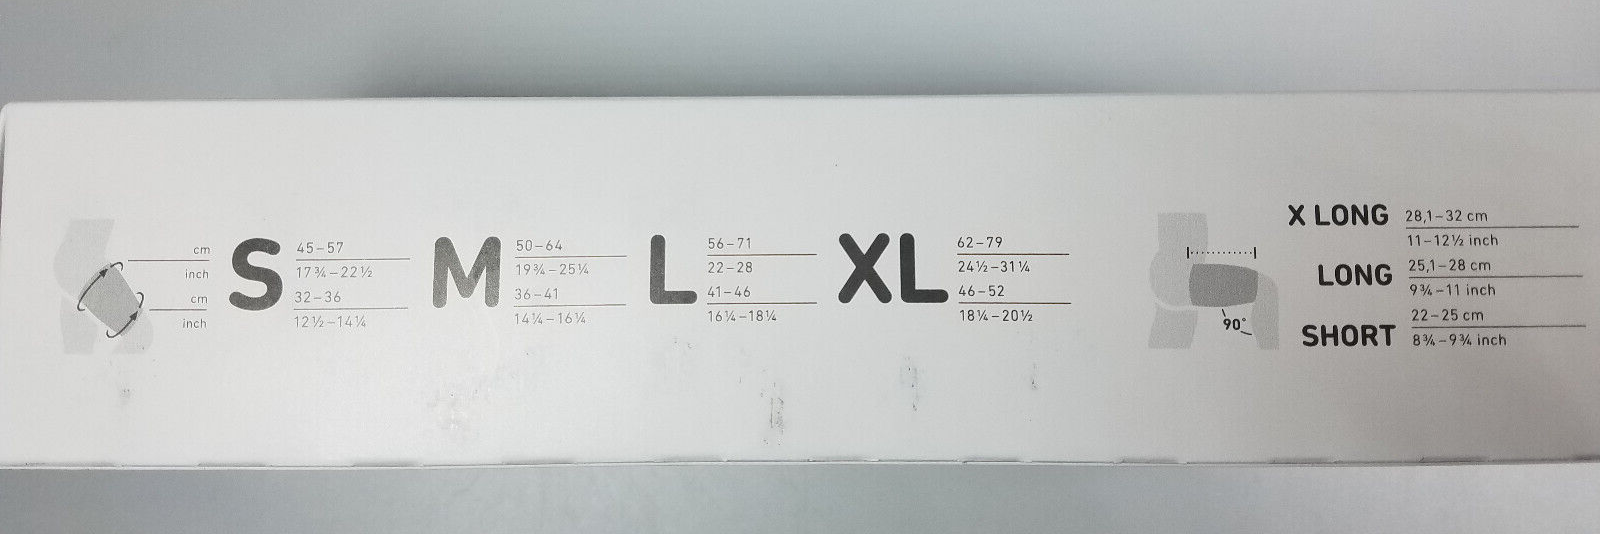 cm
inch
cm
inch
S
45–57
17¾–22½
32–36
12½–14¼
M
50–64
19¾–25¼
36–41
14¼–16¼
L
56–71
22–28
41–46
16¼–18¼
XL
62–79
24½–31¼
46–52
18¼–20½
90°
X LONG
28,1–32 cm
11–12½ inch
LONG
25,1–28 cm
9¾–11 inch
SHORT
22–25 cm
8¾–9¾ inch